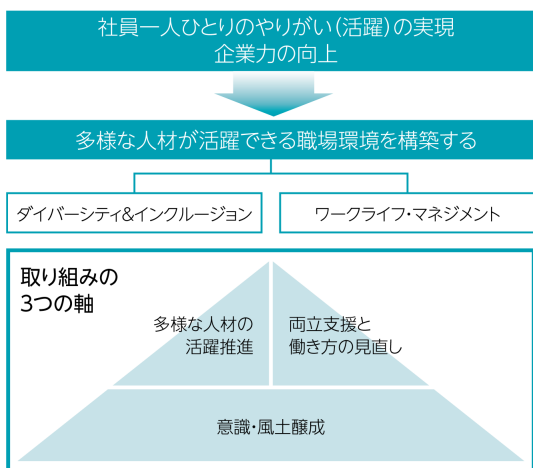 社員一人ひとりのやりがい（活躍）の実現
企業力の向上
多様な人材が活躍できる職場環境を構築する
ダイバーシティ&インクルージョン
ワークライフ・マネジメント
取り組みの
3つの軸
多様な人材の
活躍推進
両立支援と
働き方の見直し
意識・風土醸成